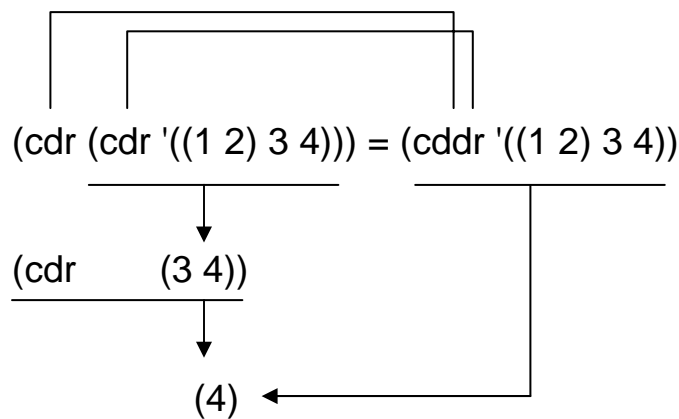 (cdr (cdr '((1 2) 3 4))) = (cddr '((1 2) 3 4))
(cdr (3 4))
(4)